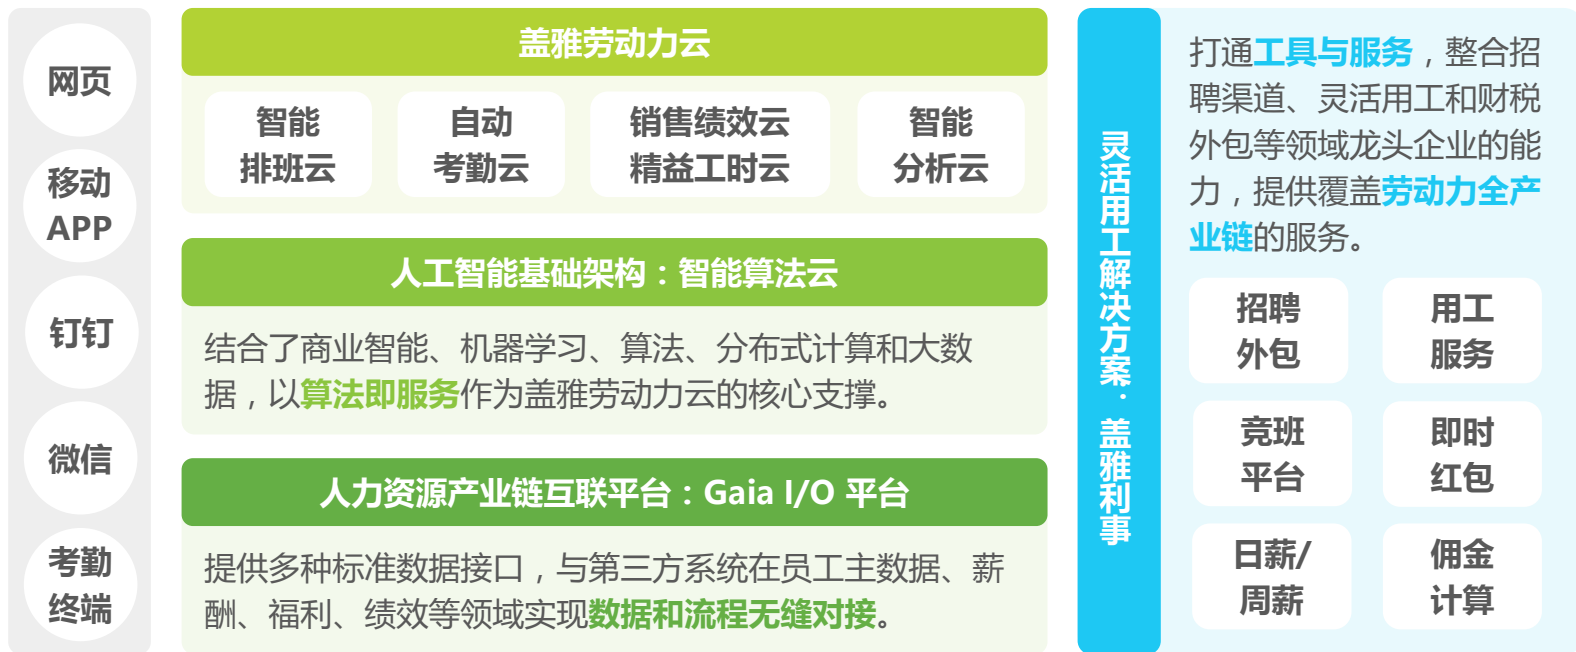 网页
移动
APP
钉钉
微信
考勤
终端
盖雅劳动力云
智能
排班云
自动
考勤云
销售绩效云
精益工时云
智能
分析云
人工智能基础架构：智能算法云
结合了商业智能、机器学习、算法、分布式计算和大数
据，以算法即服务作为盖雅劳动力云的核心支撑。
人力资源产业链互联平台：Gaia I/O 平台
提供多种标准数据接口，与第三方系统在员工主数据、薪
酬、福利、绩效等领域实现数据和流程无缝对接。
灵活用工解决方案：盖雅利事
打通工具与服务，整合招
聘渠道、灵活用工和财税
外包等领域龙头企业的能
力，提供覆盖劳动力全产
业链的服务。
招聘
外包
用工
服务
竞班
平台
即时
红包
日薪/
周薪
佣金
计算